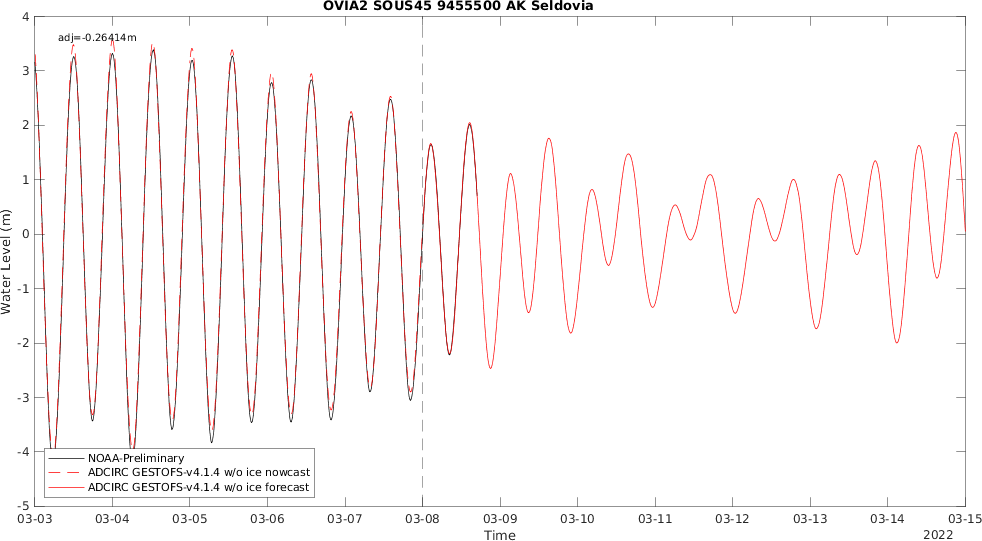 OVIA2 SOUS45 9455500 AK Seldovia
adj=-0.26414m
4
3
2
1
0
-1
-2
-3
-4
-5
Water Level (m)
NOAA-Preliminary
ADCIRC GESTOFS-v4.1.4 w/o ice nowcast
ADCIRC GESTOFS-v4.1.4 w/o ice forecast
03-03 03-04 03-05 03-06 03-07 03-08 03-09 03-10 03-11 03-12 03-13 03-14 03-15
Time
2022